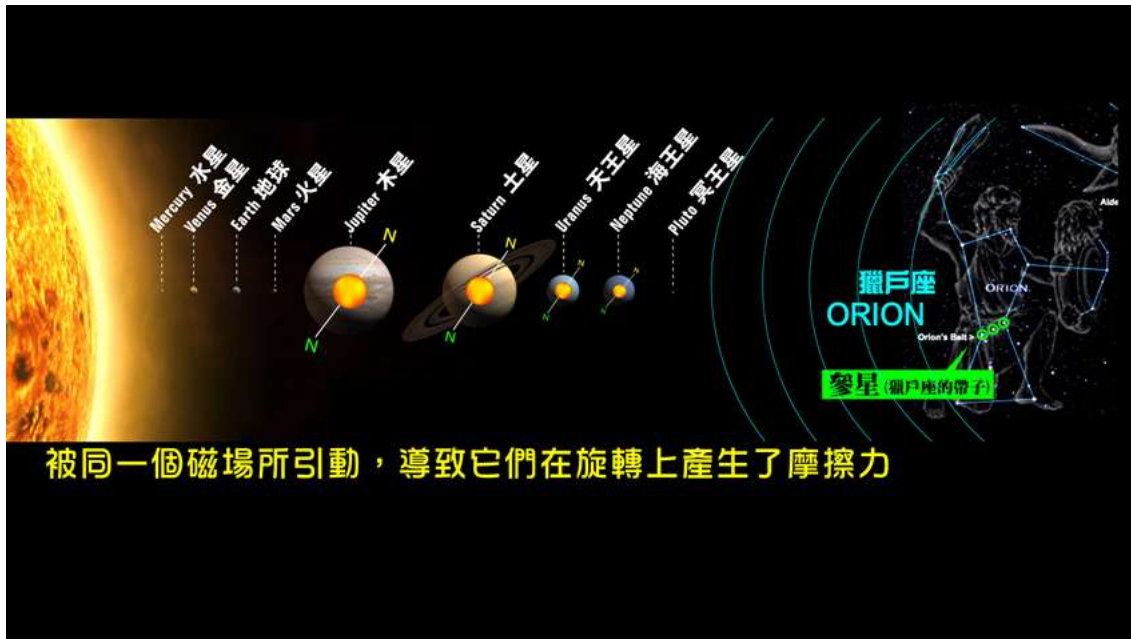 Mercury 水星
Venus 金星
Earth 地球
Mars 火星
Jupiter 木星
Saturn 土星
Uranus 天王星
Neptune 海王星
Pluto 冥王星
N
N
N
N
N
N
N
N
Alde
獵戶座
ORION
ORION
Orion's Belt >
參星(獵戶座的帶子)
被同一個磁場所引動，導致它們在旋轉上產生了摩擦力